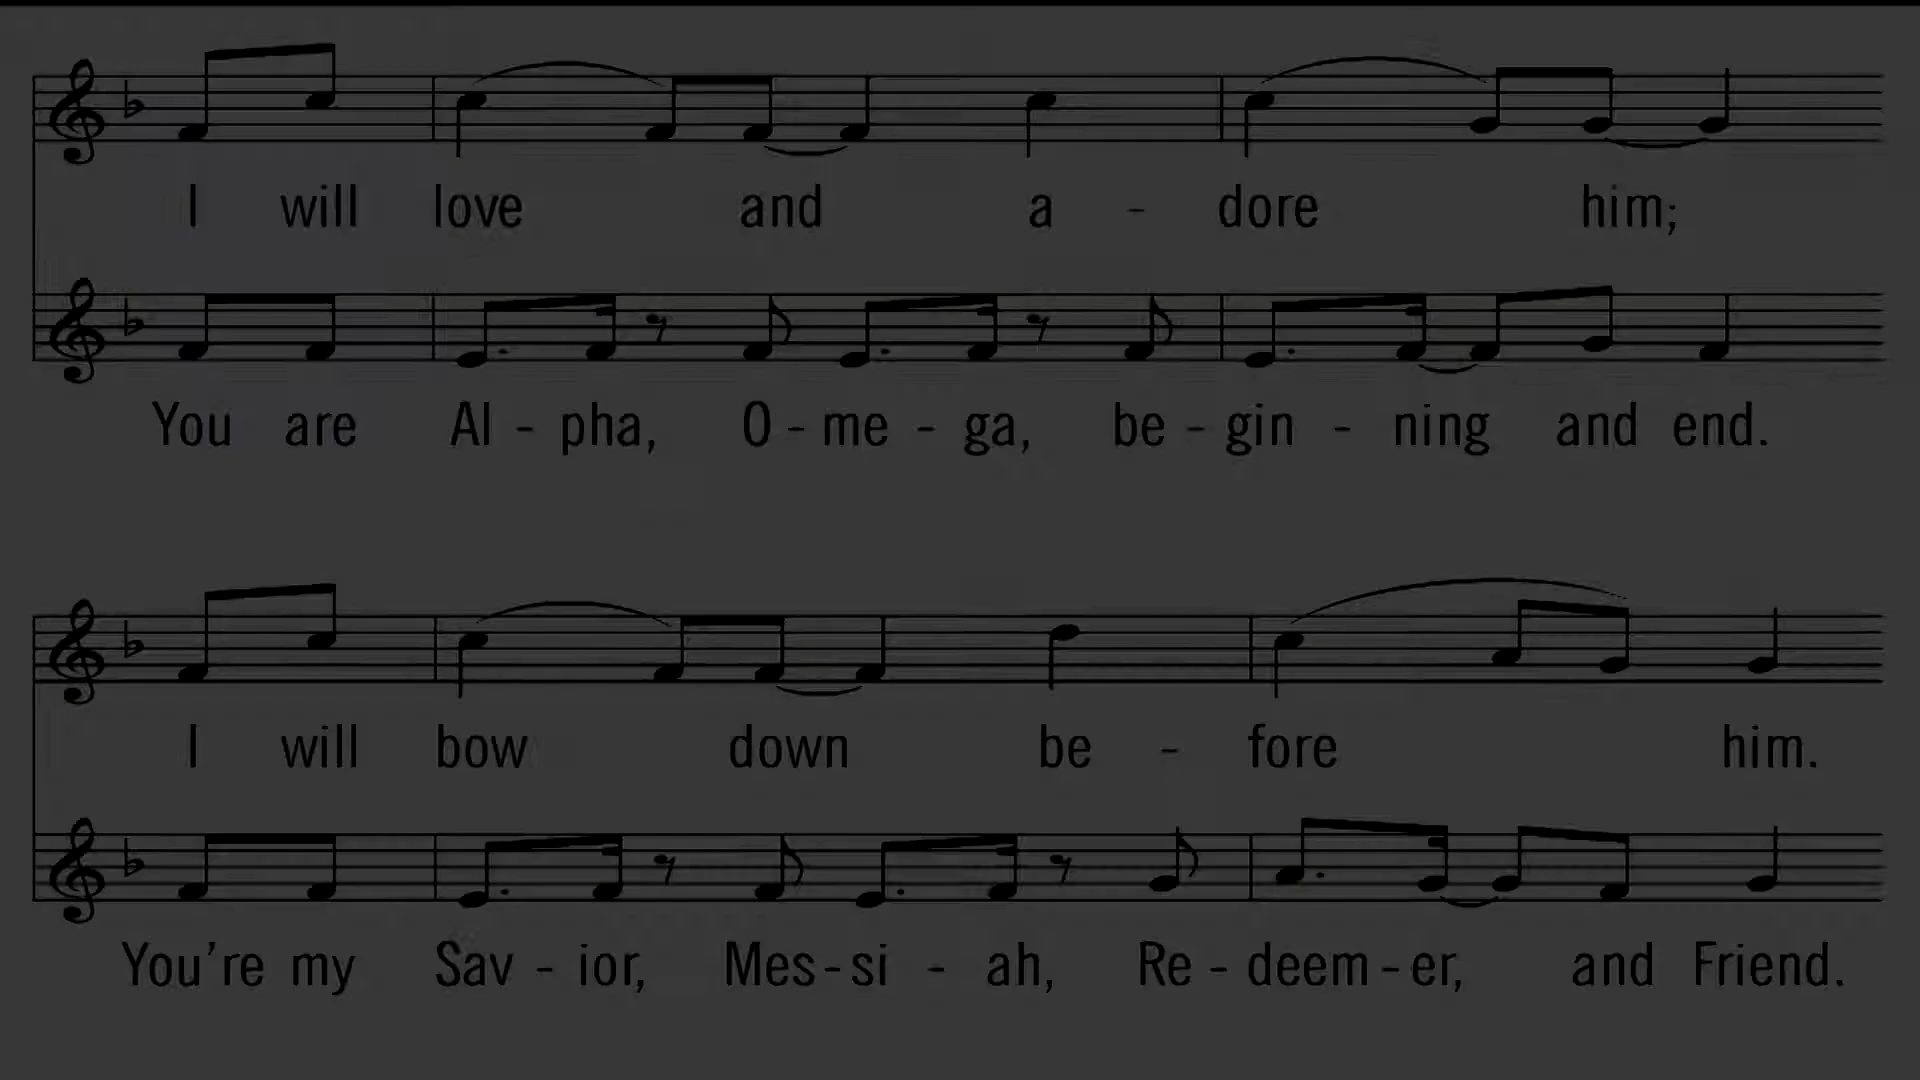 I will love and a - dore him;
You are Al - pha, O - me - ga, be - gin - ning and end.
I will bow down be - fore him.
You're my Sav - ior, Mes - si - ah, Re - deem - er, and Friend.